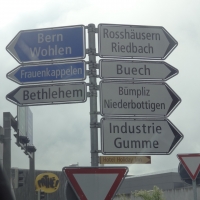 Bern
Wohlen
Frauenkappelen
Bethlehem
Rosshäusern
Riedbach
Buech
Bümpliz
Niederbottigen
Industrie
Gumme